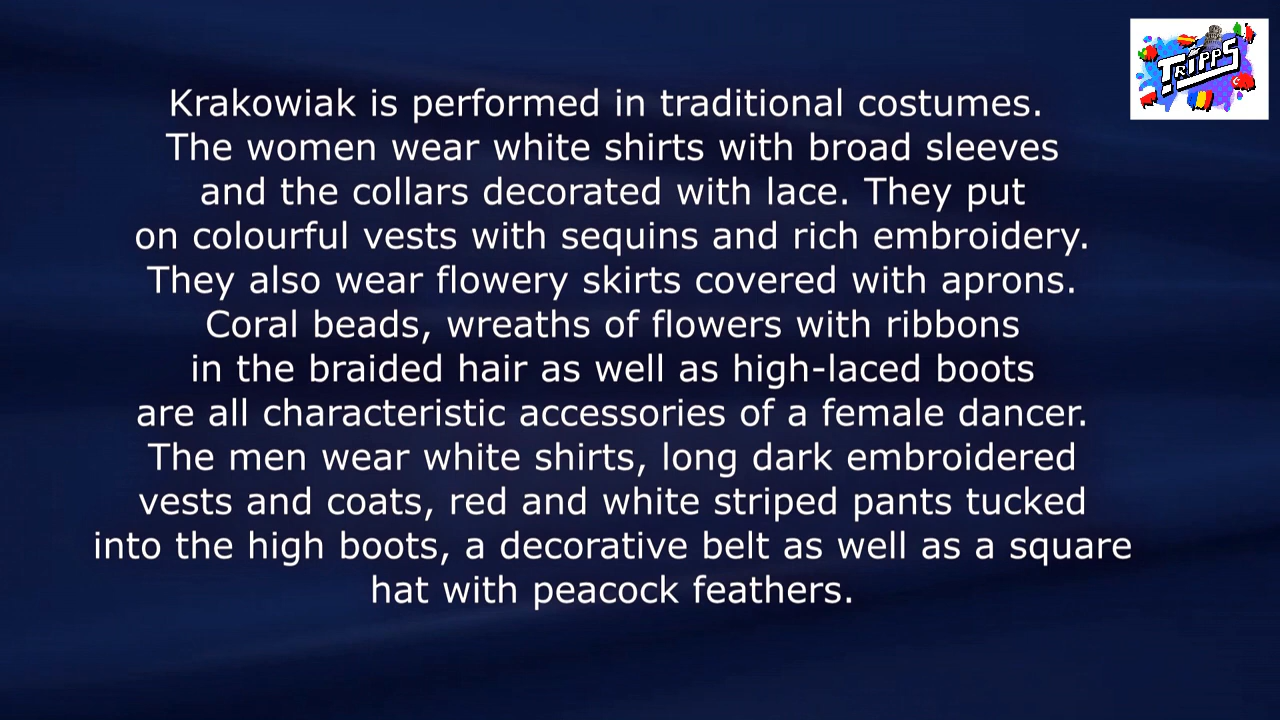 TRIPPS
Krakowiak is performed in traditional costumes.
The women wear white shirts with broad sleeves
and the collars decorated with lace. They put
on colourful vests with sequins and rich embroidery.
They also wear flowery skirts covered with aprons.
Coral beads, wreaths of flowers with ribbons
in the braided hair as well as high-laced boots
are all characteristic accessories of a female dancer.
The men wear white shirts, long dark embroidered
vests and coats, red and white striped pants tucked
into the high boots, a decorative belt as well as a square
hat with peacock feathers.